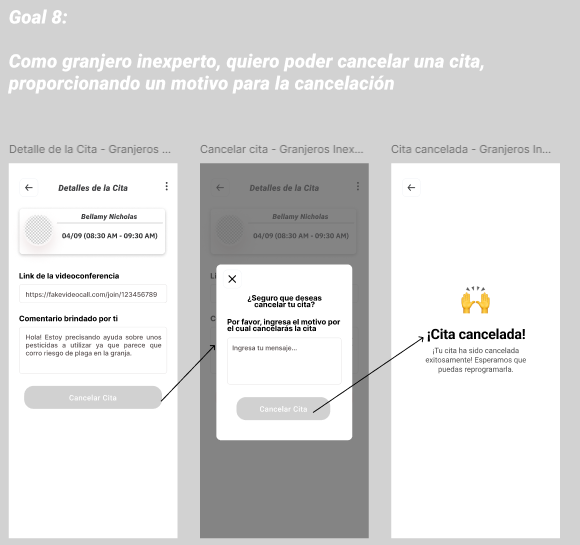 Goal 8:
Como granjero inexperto, quiero poder cancelar una cita,
proporcionando un motivo para la cancelación
Detalle de la Cita - Granjeros ...
Detalles de la Cita
Bellamy Nicholas
04/09 (08:30 AM - 09:30 AM)
Link de la videoconferencia
https://fakevideocall.com/join/123456789
Comentario brindado por ti
Hola! Estoy precisando ayuda sobre unos
pesticidas a utilizar ya que parece que
corro riesgo de plaga en la granja.
Cancelar Cita
Cancelar cita - Granjeros Inex...
Detalles de la Cita
Bellamy Nicholas
04/09 (08:30 AM - 09:30 AM)
¿Seguro que deseas
cancelar tu cita?
Por favor, ingresa el motivo por
el cual cancelarás la cita
Ingresa tu mensaje...
Cancelar Cita
Cita cancelada - Granjeros In...
¡Cita cancelada!
¡Tu cita ha sido cancelada
exitosamente! Esperamos que
puedas reprogramarla.